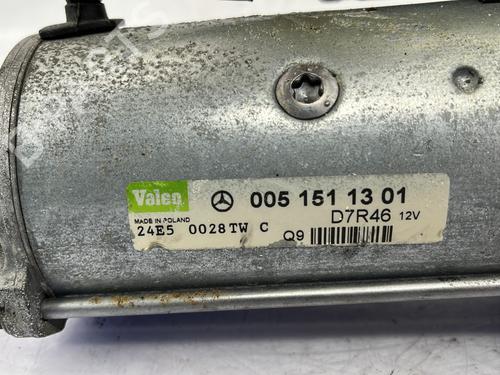 Valeo 005 151 13 01
MADE IN POLAND D7R46 12V
24E5 0028TW C Q9